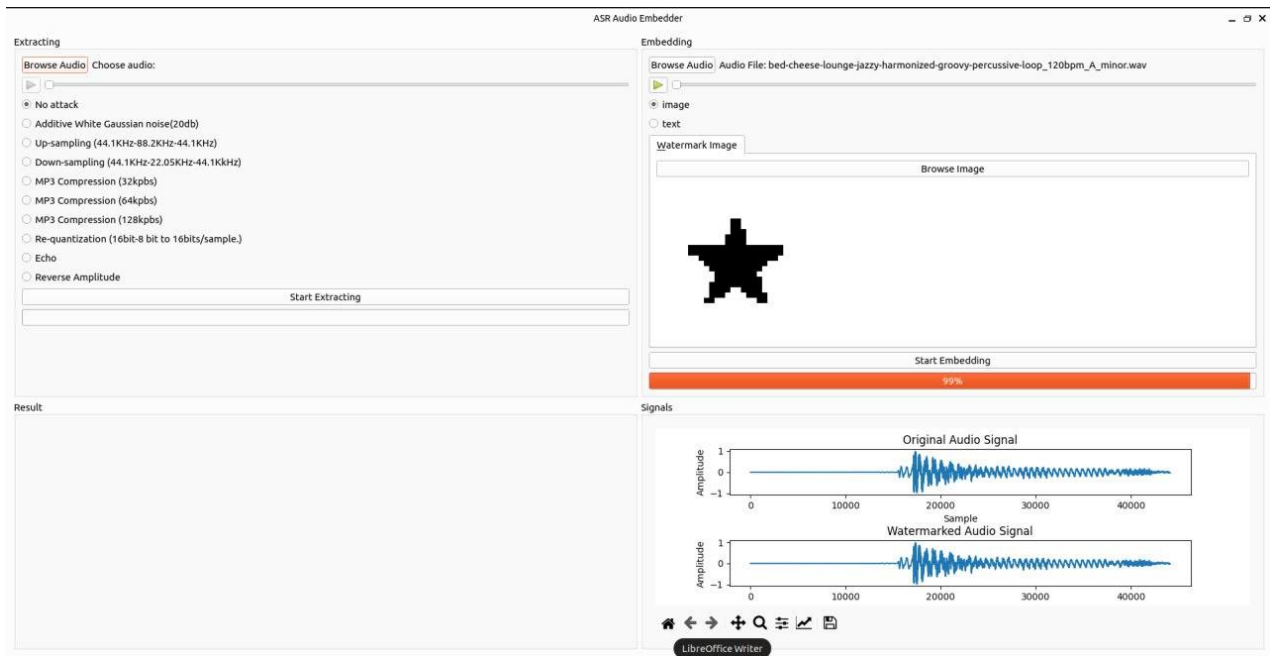 ASR Audio Embedder
Extracting
Browse Audio Choose audio:
No attack
Additive White Gaussian noise(20db)
Up-sampling (44.1KHz-88.2KHz-44.1KHz)
Down-sampling (44.1KHz-22.05KHz-44.1KkHz)
MP3 Compression (32kpbs)
MP3 Compression (64kpbs)
MP3 Compression (128kpbs)
Re-quantization (16bit-8 bit to 16bits/sample.)
Echo
Reverse Amplitude
Start Extracting
Embedding
Browse Audio Audio File: bed-cheese-lounge-jazzy-harmonized-groovy-percussive-loop_120bpm_A_minor.wav
image
text
Watermark Image
Browse Image
Start Embedding
99%
Result
Signals
Original Audio Signal
Amplitude
1
0
−1
0 10000 20000 30000 40000
Sample
Watermarked Audio Signal
Amplitude
1
0
−1
0 10000 20000 30000 40000
LibreOffice Writer